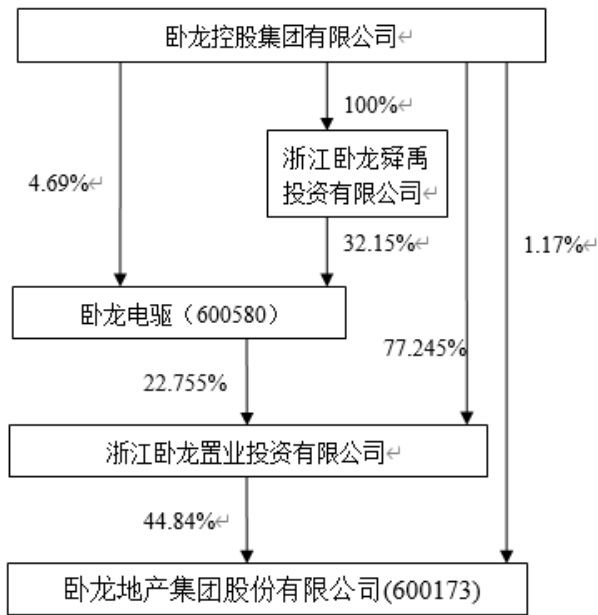 卧龙控股集团有限公司↵
100%↵
浙江卧龙舜禹
投资有限公司↵
4.69%↵
32.15%↵
1.17%↵
卧龙电驱（600580）
77.245%
22.755%
浙江卧龙置业投资有限公司↵
44.84%↵
卧龙地产集团股份有限公司(600173)